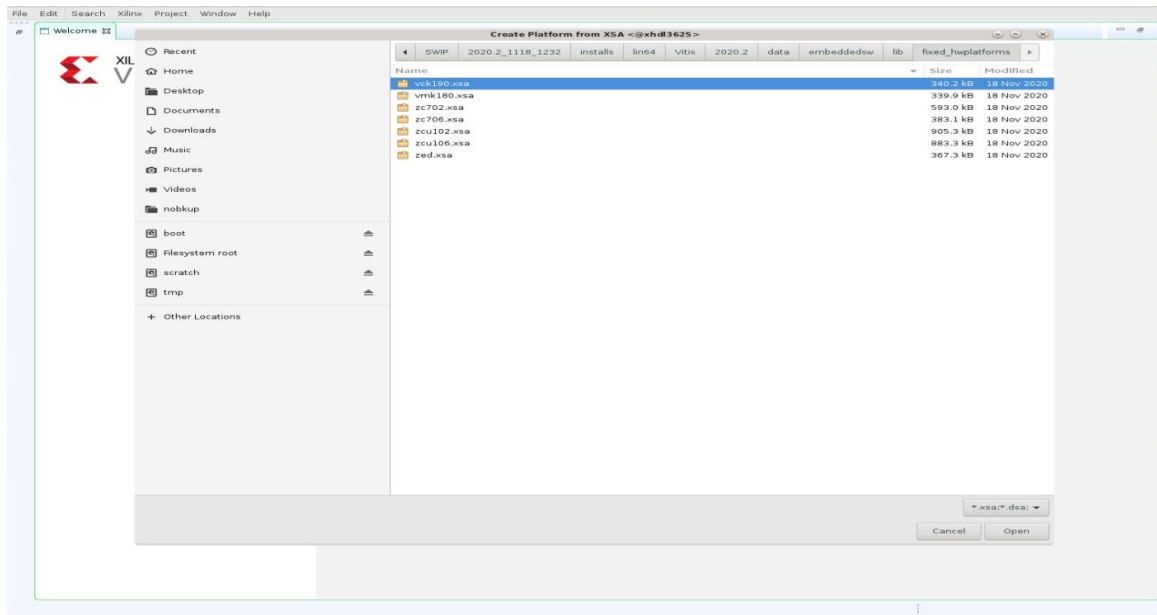 File Edit Search Xilinx Project Window Help
Welcome
Create Platform from XSA <@xhdl3625>
XIL
V
Recent
Home
Desktop
Documents
Downloads
Music
Pictures
Videos
nobkup
boot
Filesystem root
scratch
tmp
+ Other Locations
SWIP 2020.2_1118_1232 installs lin64 Vitis 2020.2 data embeddedsw lib fixed_hwplatforms
Name Size Modified
vck190.xsa 340.2 kB 18 Nov 2020
vmk180.xsa 339.9 kB 18 Nov 2020
zc702.xsa 593.0 kB 18 Nov 2020
zc706.xsa 383.1 kB 18 Nov 2020
zcu102.xsa 905.3 kB 18 Nov 2020
zcu106.xsa 883.3 kB 18 Nov 2020
zed.xsa 367.3 kB 18 Nov 2020
*.xsa;*.dsa;
Cancel Open